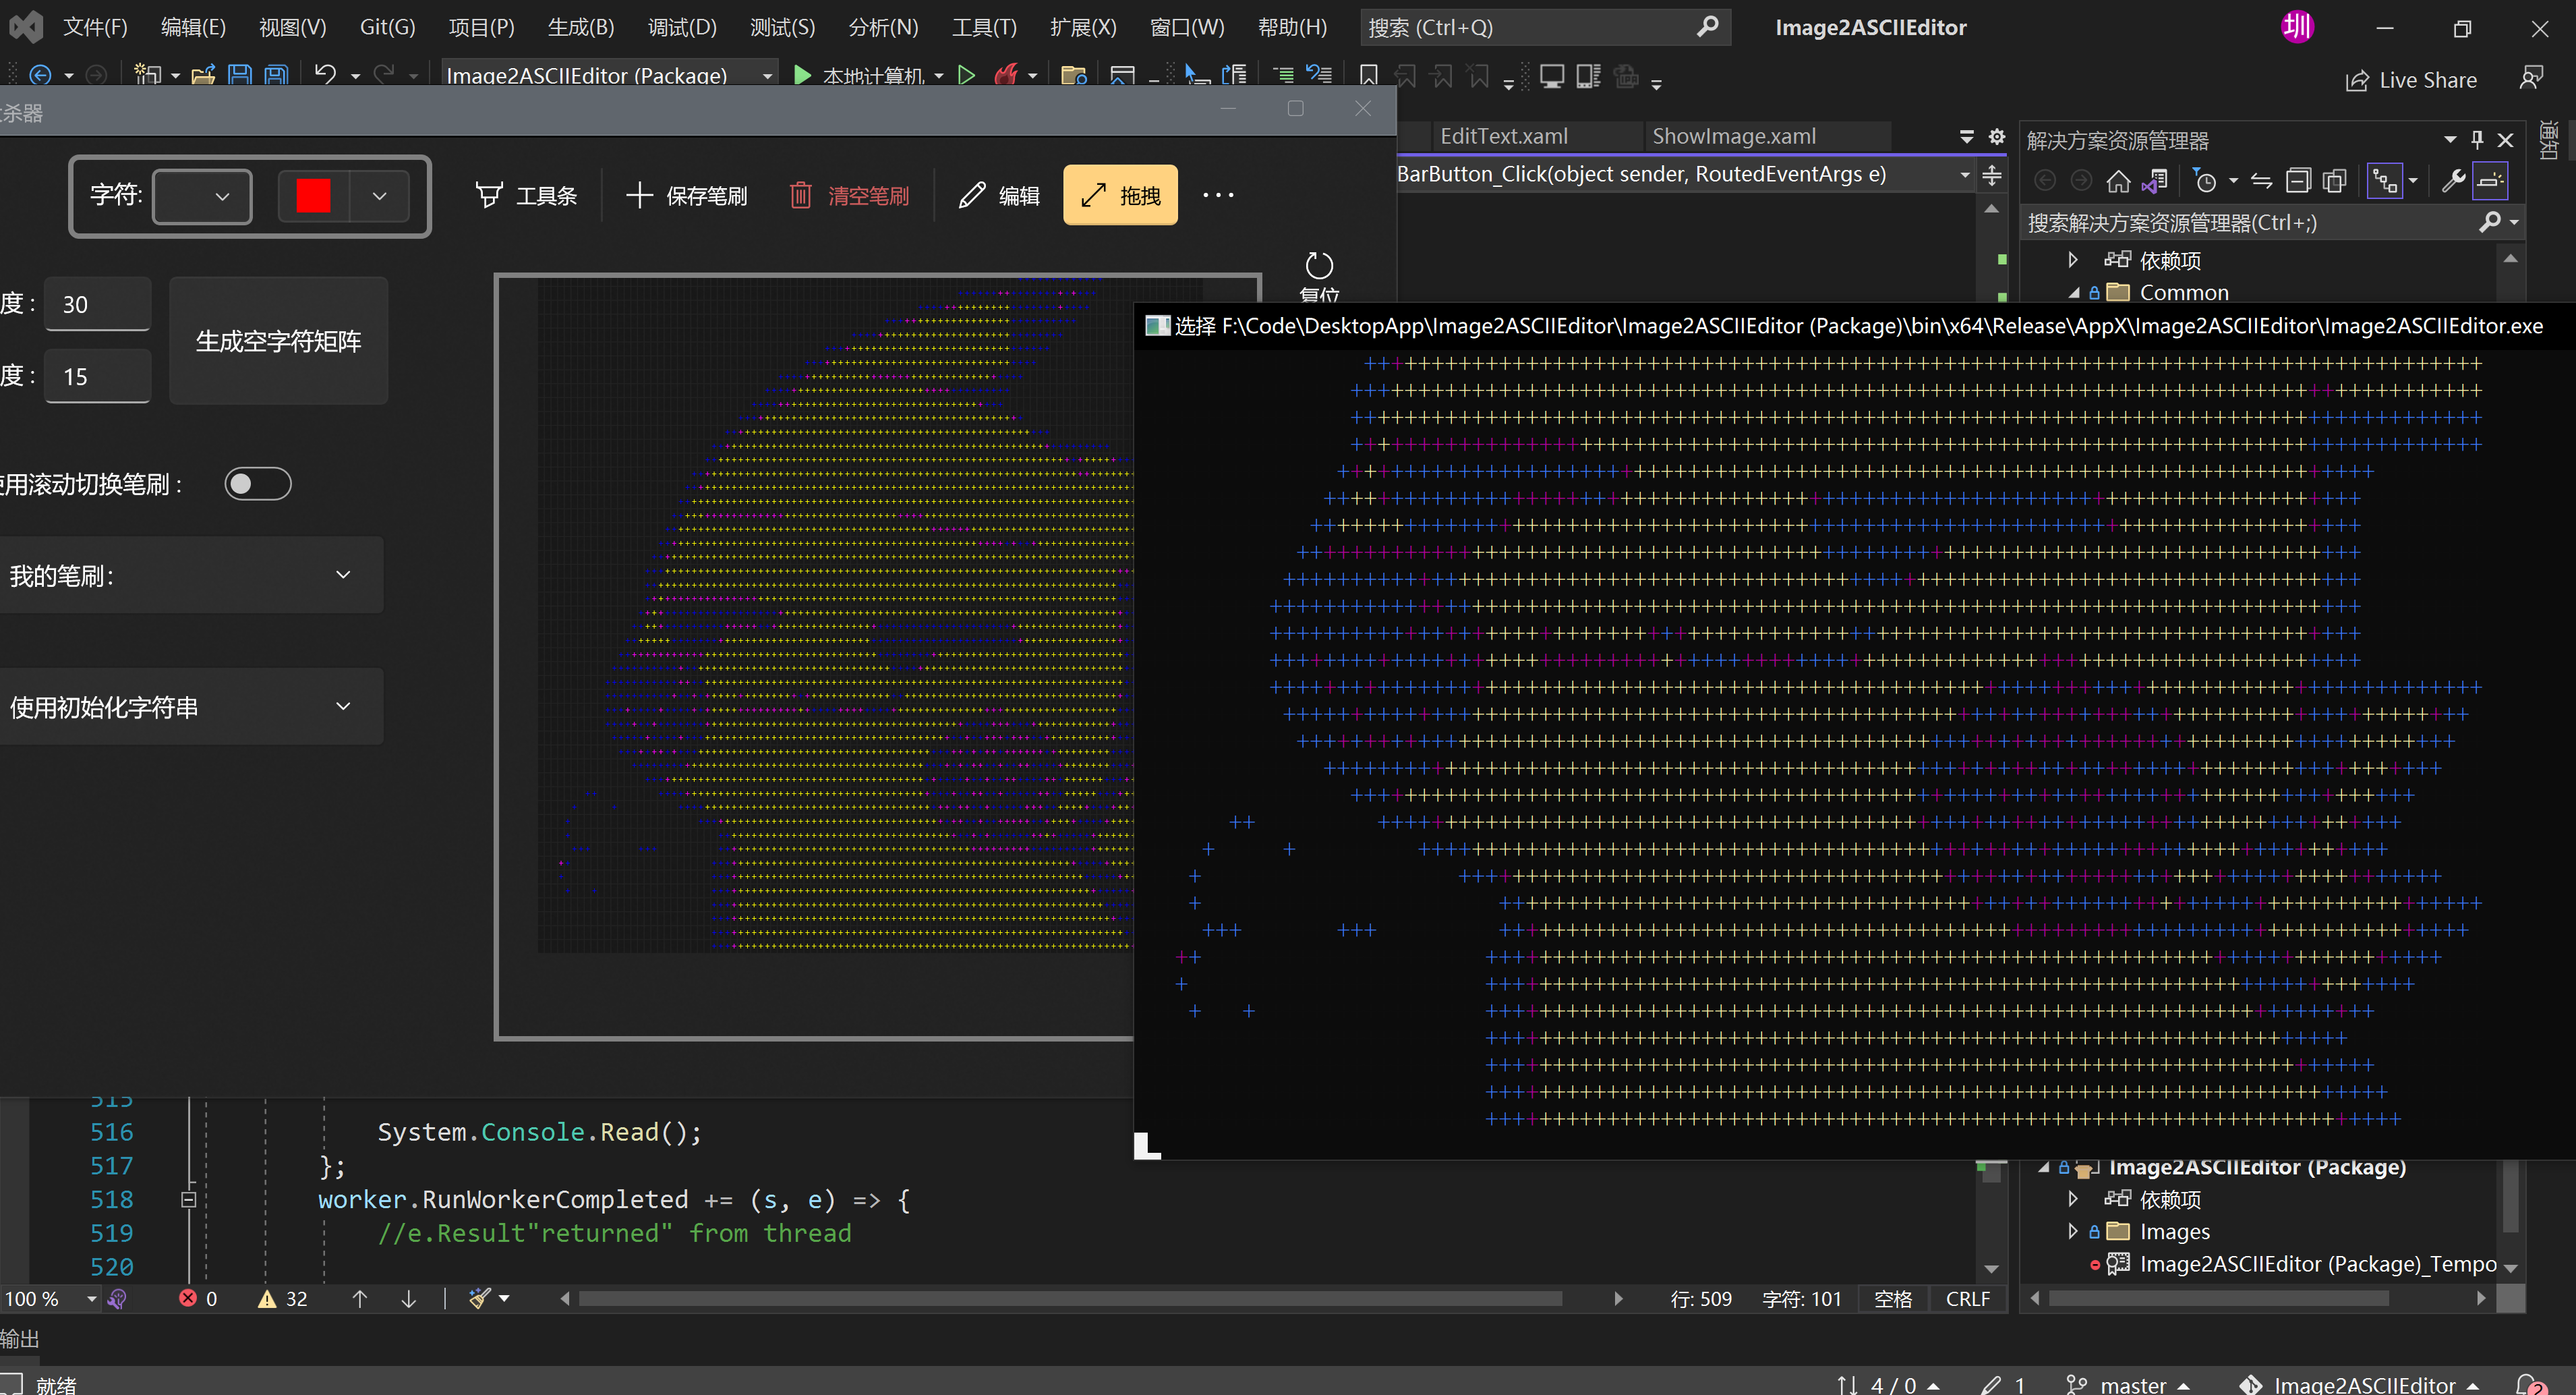 文件(F) 编辑(E) 视图(V) Git(G) 项目(P) 生成(B) 调试(D) 测试(S) 分析(N) 工具(T) 扩展(X) 窗口(W) 帮助(H) 搜索 (Ctrl+Q) Image2ASCIIEditor 圳
Image2ASCIIEditor (Package) 本地计算机 Live Share
杀器
EditText.xaml ShowImage.xaml
BarButton_Click(object sender, RoutedEventArgs e)
解决方案资源管理器
通知
搜索解决方案资源管理器(Ctrl+;)
依赖项
Common
字符:
工具条 保存笔刷 清空笔刷 编辑 拖拽 ···
复位
度 : 30
生成空字符矩阵
度 : 15
使用滚动切换笔刷 :
我的笔刷:
使用初始化字符串
选择 F:\Code\DesktopApp\Image2ASCIIEditor\Image2ASCIIEditor (Package)\bin\x64\Release\AppX\Image2ASCIIEditor\Image2ASCIIEditor.exe
515
516 System.Console.Read();
517 };
518 worker.RunWorkerCompleted += (s, e) => {
519 //e.Result"returned" from thread
520
Image2ASCIIEditor (Package)
依赖项
Images
Image2ASCIIEditor (Package)_Tempo
100 % 0 32 行: 509 字符: 101 空格 CRLF
输出
就绪 4 / 0 1 master Image2ASCIIEditor 2